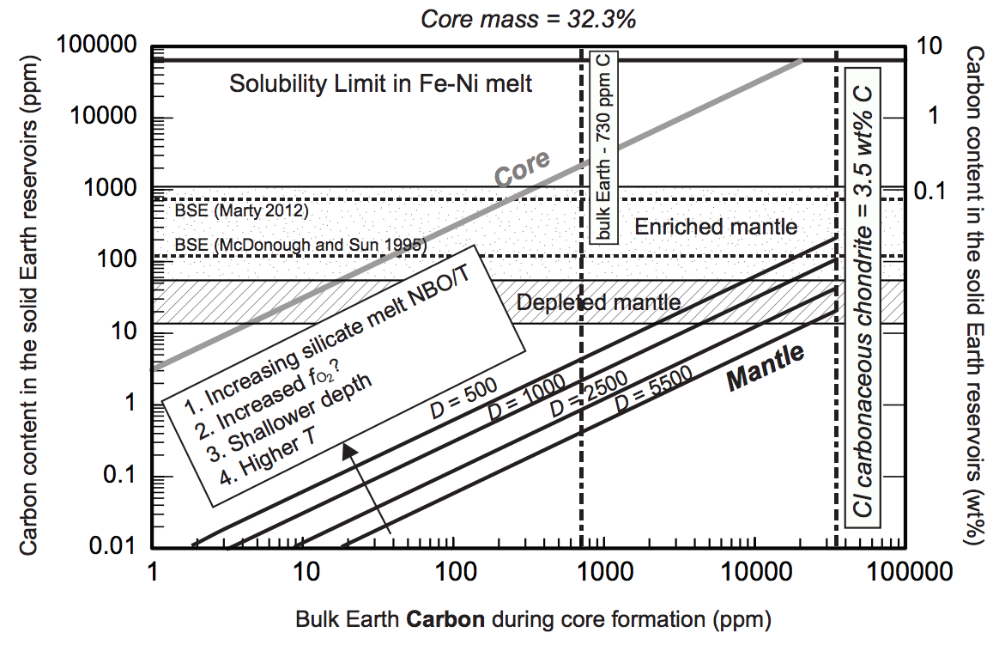 Core mass = 32.3%
Carbon content in the solid Earth reservoirs (ppm)
100000
10000
1000
100
10
1
0.1
0.01
10
1
0.1
Carbon content in the solid Earth reservoirs (wt%)
Solubility Limit in Fe-Ni melt
Core
bulk Earth - 730 ppm C
CI carbonaceous chondrite = 3.5 wt% C
BSE (Marty 2012)
Enriched mantle
BSE (McDonough and Sun 1995)
Depleted mantle
1. Increasing silicate melt NBO/T
2. Increased fO2?
3. Shallower depth
4. Higher T
D = 500
D = 1000
D = 2500
D = 5500
Mantle
1
10
100
1000
10000
100000
Bulk Earth Carbon during core formation (ppm)